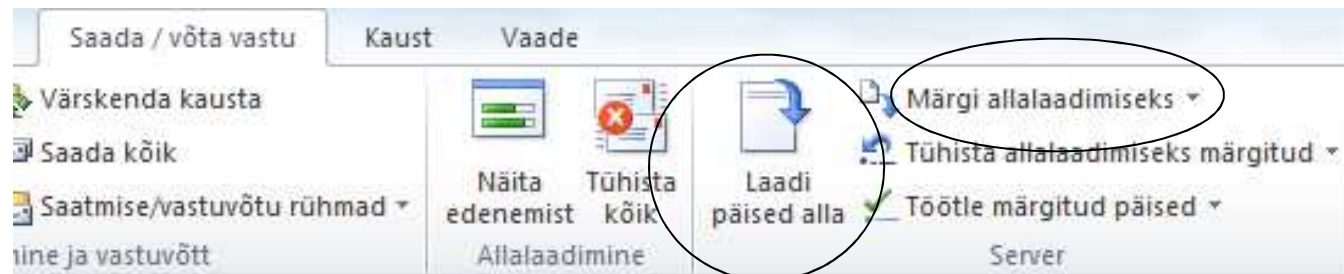 Saada / võta vastu Kaust Vaade
Värskenda kausta
Saada kõik
Saatmise/vastuvõtu rühmad
Näita edenemist
Tühista kõik
Laadi päised alla
Märgi allalaadimiseks
Tühista allalaadimiseks märgitud
Töötle märgitud päised
ja vastuvõtt Allalaadimine Server